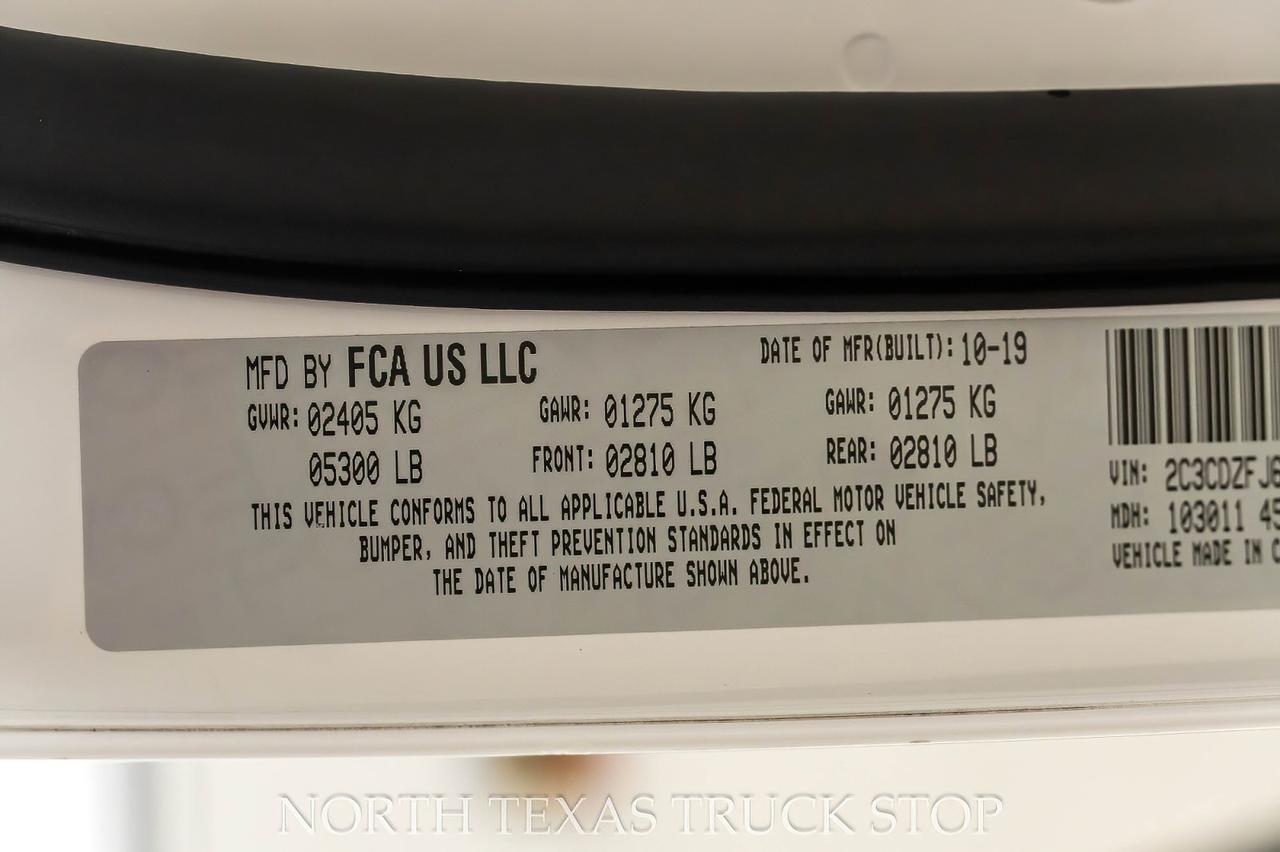 MFD BY FCA US LLC DATE OF MFR(BUILT): 10-19
GVWR: 02405 KG GAWR: 01275 KG GAWR: 01275 KG
05300 LB FRONT: 02810 LB REAR: 02810 LB
THIS VEHICLE CONFORMS TO ALL APPLICABLE U.S.A. FEDERAL MOTOR VEHICLE SAFETY,
BUMPER, AND THEFT PREVENTION STANDARDS IN EFFECT ON
THE DATE OF MANUFACTURE SHOWN ABOVE.
VIN: 2C3CDZFJ6
MDH: 103011 45
VEHICLE MADE IN C
NORTH TEXAS TRUCK STOP